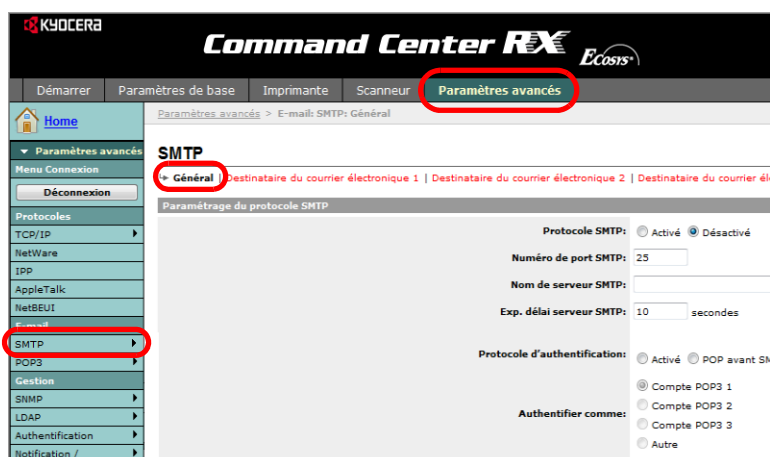 KYOCERA
Command Center RX Ecosys
Démarrer Paramètres de base Imprimante Scanneur Paramètres avancés
Home
Paramètres avancés > E-mail: SMTP: Général
Paramètres avancés
SMTP
Menu Connexion
Général | Destinataire du courrier électronique 1 | Destinataire du courrier électronique 2 | Destinataire du courrier éle
Déconnexion
Paramétrage du protocole SMTP
Protocoles
TCP/IP
Protocole SMTP: Activé Désactivé
NetWare
Numéro de port SMTP: 25
IPP
AppleTalk
Nom de serveur SMTP:
NetBEUI
Exp. délai serveur SMTP: 10 secondes
E-mail
SMTP
POP3
Protocole d'authentification: Activé POP avant SM
Gestion
SNMP
LDAP
Authentification
Notification /
Authentifier comme:
Compte POP3 1
Compte POP3 2
Compte POP3 3
Autre